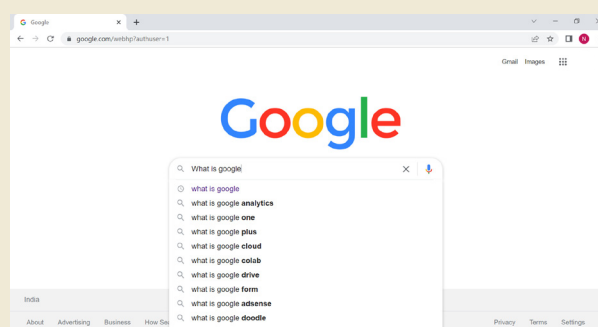 Google
google.com/webhp?authuser=1
N
Gmail Images
Google
What is google
what is google
what is google analytics
what is google one
what is google plus
what is google cloud
what is google colab
what is google drive
what is google form
what is google adsense
what is google doodle
India
About Advertising Business How Sea
Privacy Terms Settings